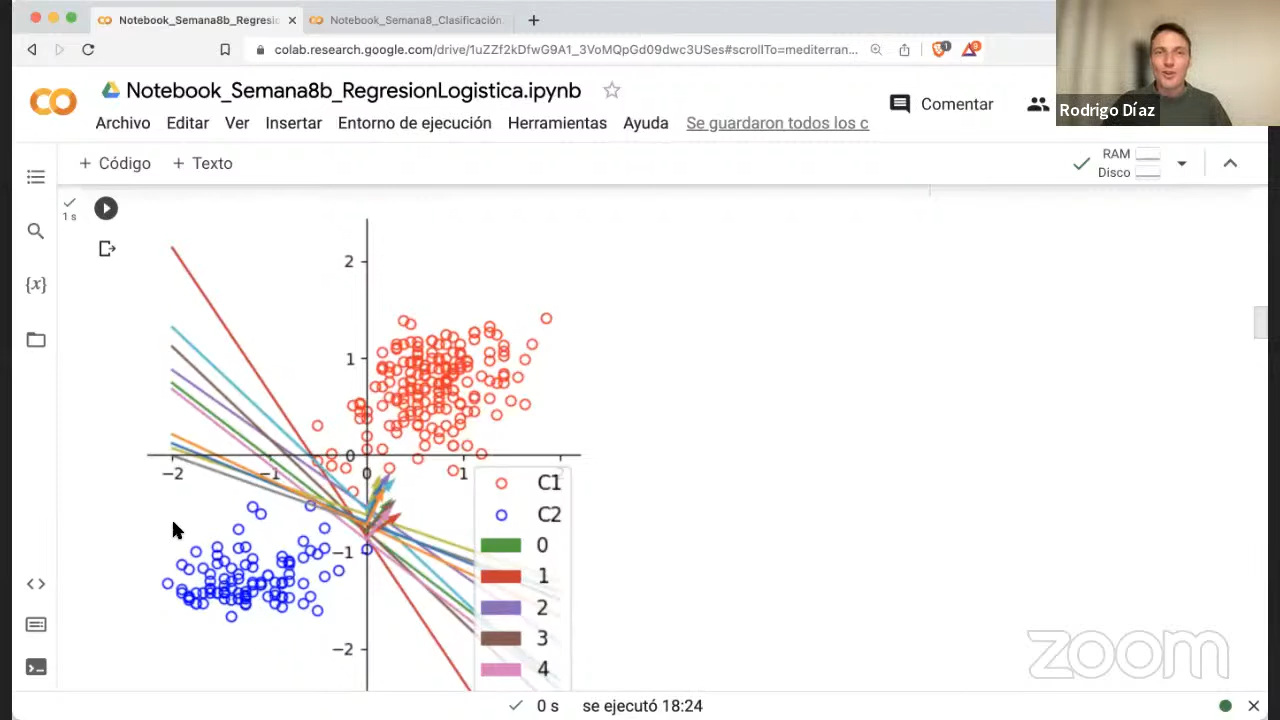 Notebook_Semana8b_Regresio
Notebook_Semana8_Clasificación
colab.research.google.com/drive/1uZZf2kDfwG9A1_3VoMQpGd09dwc3USes#scrollTo=mediterran...
Notebook_Semana8b_RegresionLogistica.ipynb
Comentar
Rodrigo Díaz
Archivo Editar Ver Insertar Entorno de ejecución Herramientas Ayuda Se guardaron todos los c
+ Código + Texto
RAM
Disco
1 s
{x}
2
1
0
−2 −1 0 1
C1
C2
0
−1
1
2
3
−2
4
zoom
0 s se ejecutó 18:24